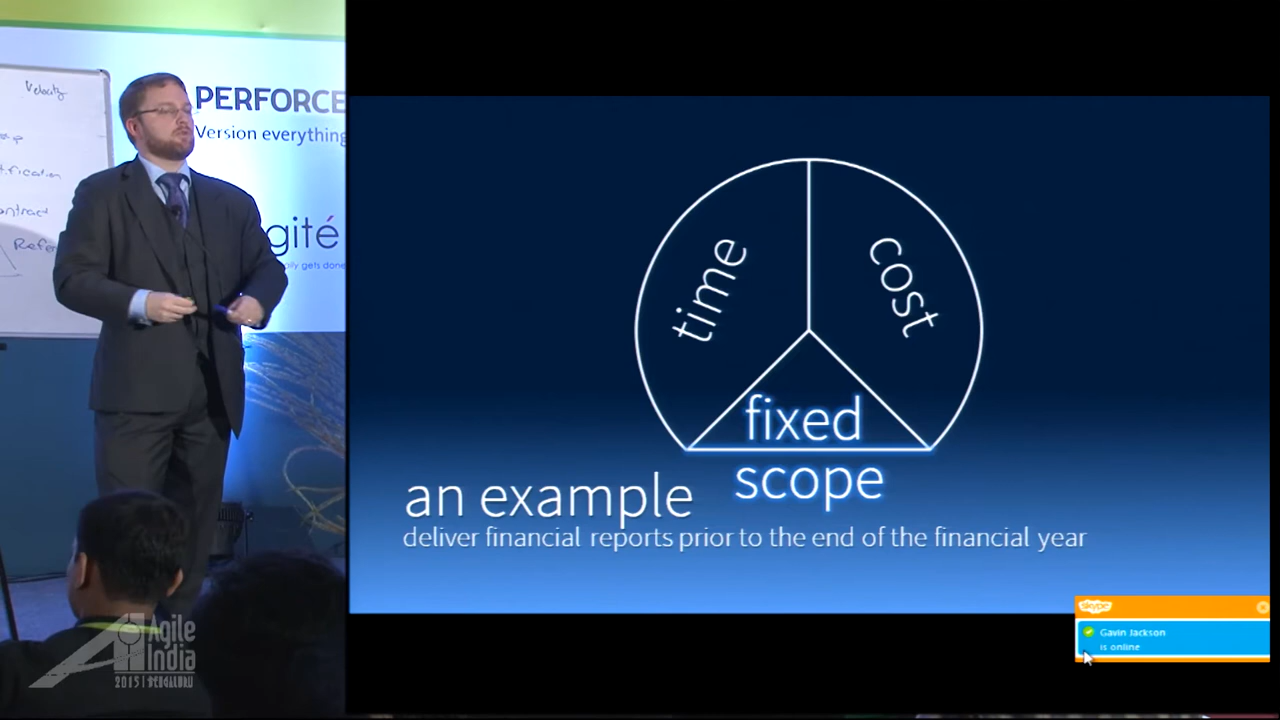 Velocity
PERFORCE
Version everything
gité
time
cost
fixed
scope
an example
deliver financial reports prior to the end of the financial year
skype
Gavin Jackson
is online
Agile
India
2015 | BENGALURU